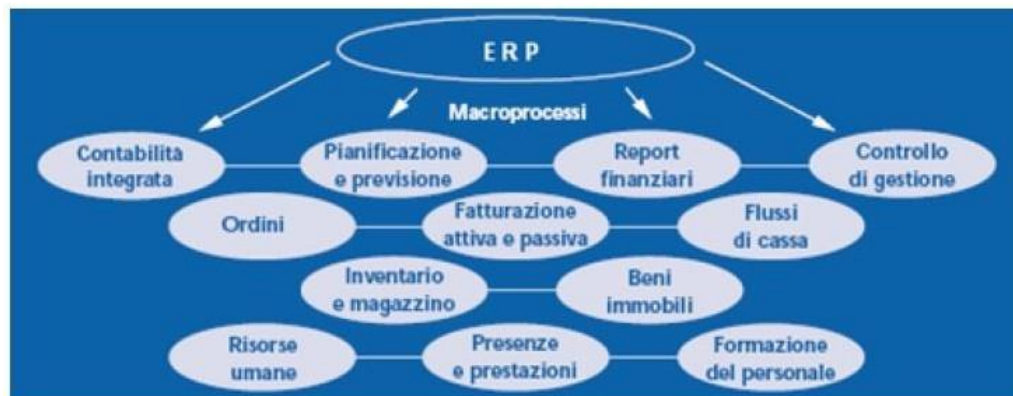 ERP
Macroprocessi
Contabilità
integrata
Pianificazione
e previsione
Report
finanziari
Controllo
di gestione
Ordini
Fatturazione
attiva e passiva
Flussi
di cassa
Inventario
e magazzino
Beni
immobili
Risorse
umane
Presenze
e prestazioni
Formazione
del personale